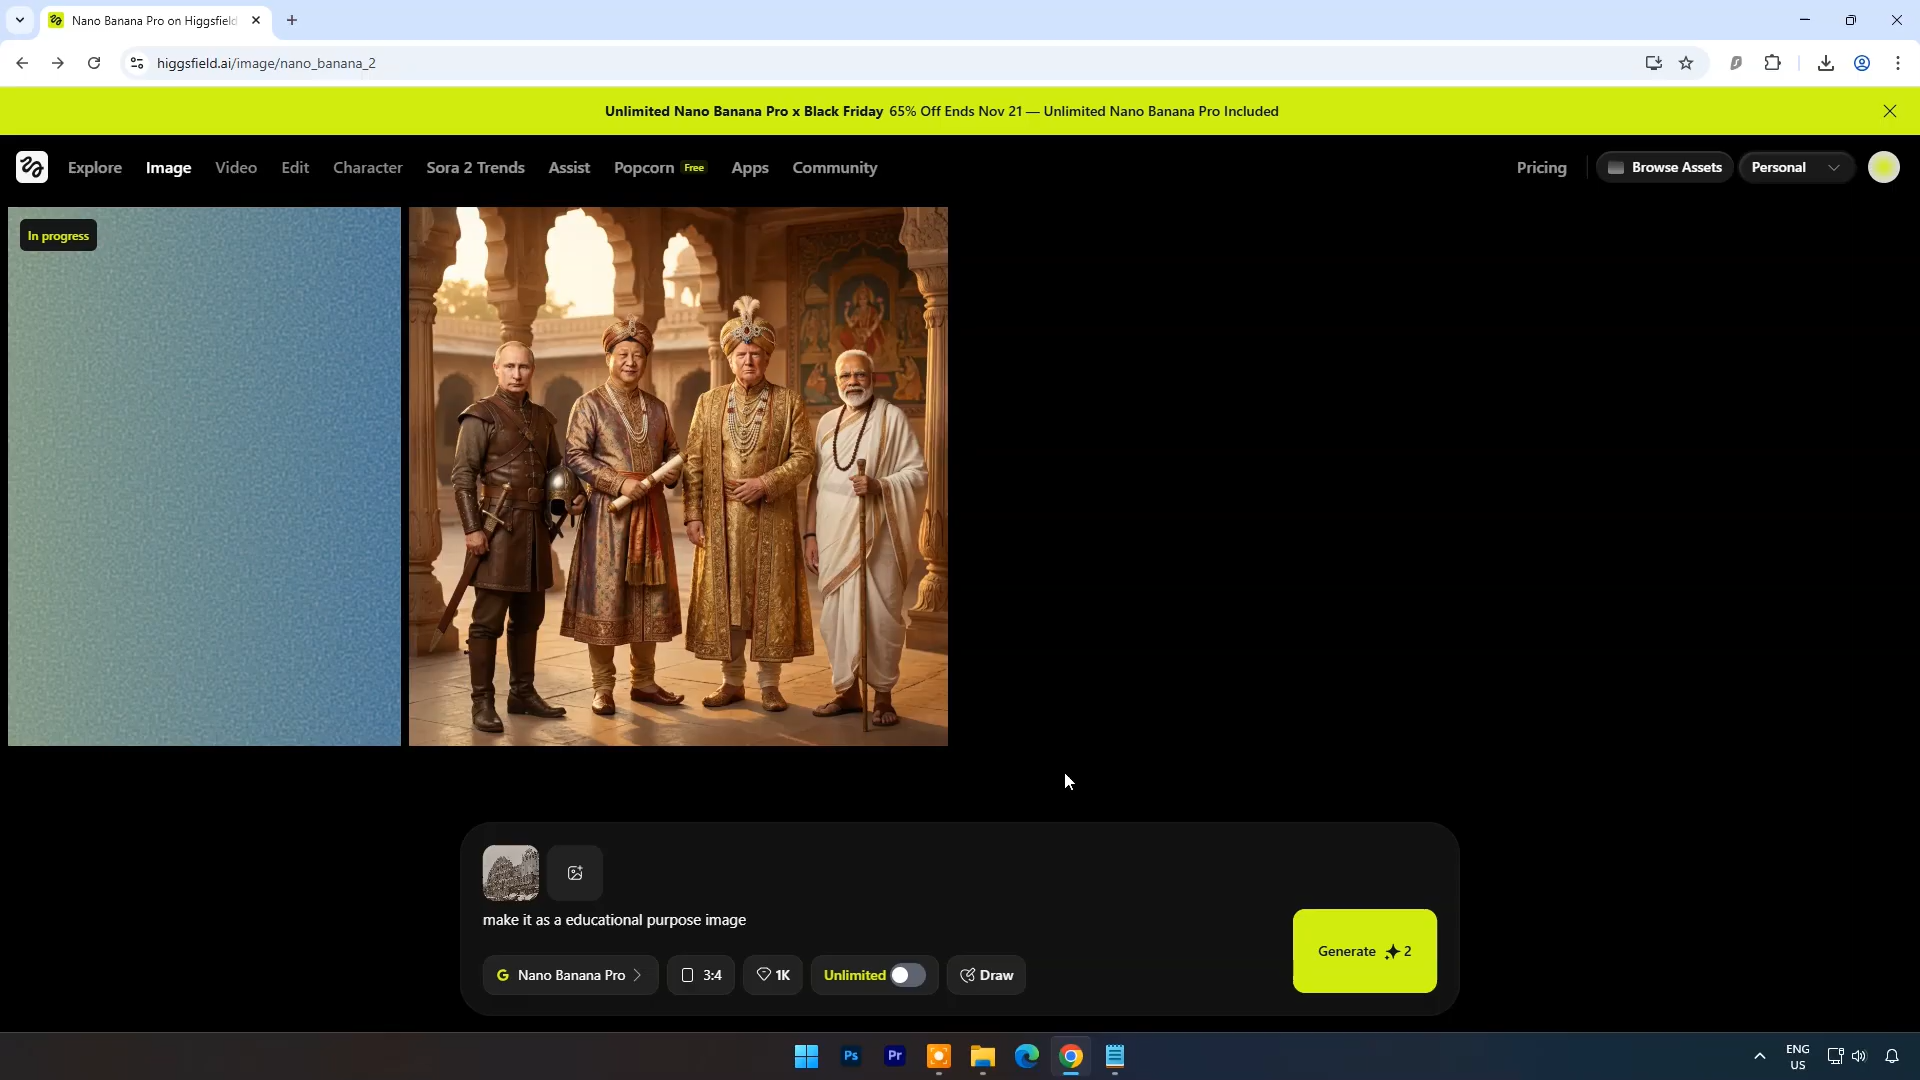 Nano Banana Pro on Higgsfield
higgsfield.ai/image/nano_banana_2
Unlimited Nano Banana Pro x Black Friday 65% Off Ends Nov 21 — Unlimited Nano Banana Pro Included
Explore Image Video Edit Character Sora 2 Trends Assist Popcorn Free Apps Community Pricing Browse Assets Personal
In progress
make it as a educational purpose image
Generate 2
G Nano Banana Pro 3:4 1K Unlimited Draw
Ps Pr ENG
US